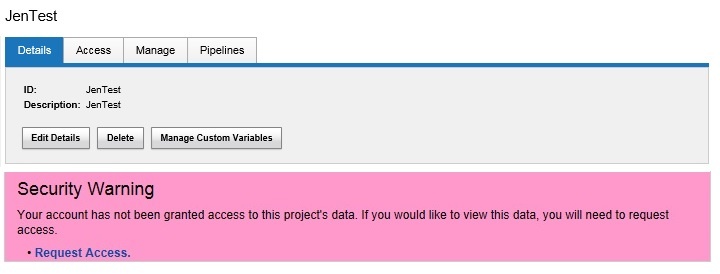 JenTest
Details Access Manage Pipelines
ID: JenTest
Description: JenTest
Edit Details Delete Manage Custom Variables
Security Warning
Your account has not been granted access to this project's data. If you would like to view this data, you will need to request
access.
• Request Access.